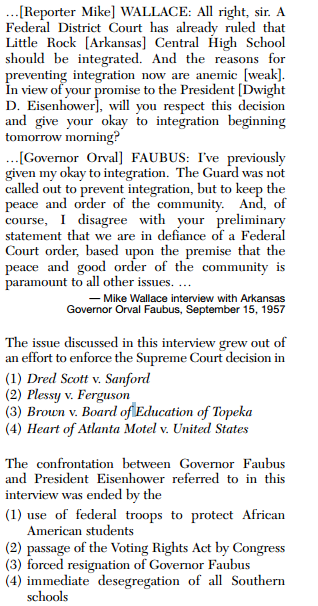 …[Reporter Mike] WALLACE: All right, sir. A
Federal District Court has already ruled that
Little Rock [Arkansas] Central High School
should be integrated. And the reasons for
preventing integration now are anemic [weak].
In view of your promise to the President [Dwight
D. Eisenhower], will you respect this decision
and give your okay to integration beginning
tomorrow morning?
…[Governor Orval] FAUBUS: I've previously
given my okay to integration. The Guard was not
called out to prevent integration, but to keep the
peace and order of the community. And, of
course, I disagree with your preliminary
statement that we are in defiance of a Federal
Court order, based upon the premise that the
peace and good order of the community is
paramount to all other issues. …
— Mike Wallace interview with Arkansas
Governor Orval Faubus, September 15, 1957
The issue discussed in this interview grew out of
an effort to enforce the Supreme Court decision in
(1) Dred Scott v. Sanford
(2) Plessy v. Ferguson
(3) Brown v. Board of Education of Topeka
(4) Heart of Atlanta Motel v. United States
The confrontation between Governor Faubus
and President Eisenhower referred to in this
interview was ended by the
(1) use of federal troops to protect African
American students
(2) passage of the Voting Rights Act by Congress
(3) forced resignation of Governor Faubus
(4) immediate desegregation of all Southern
schools